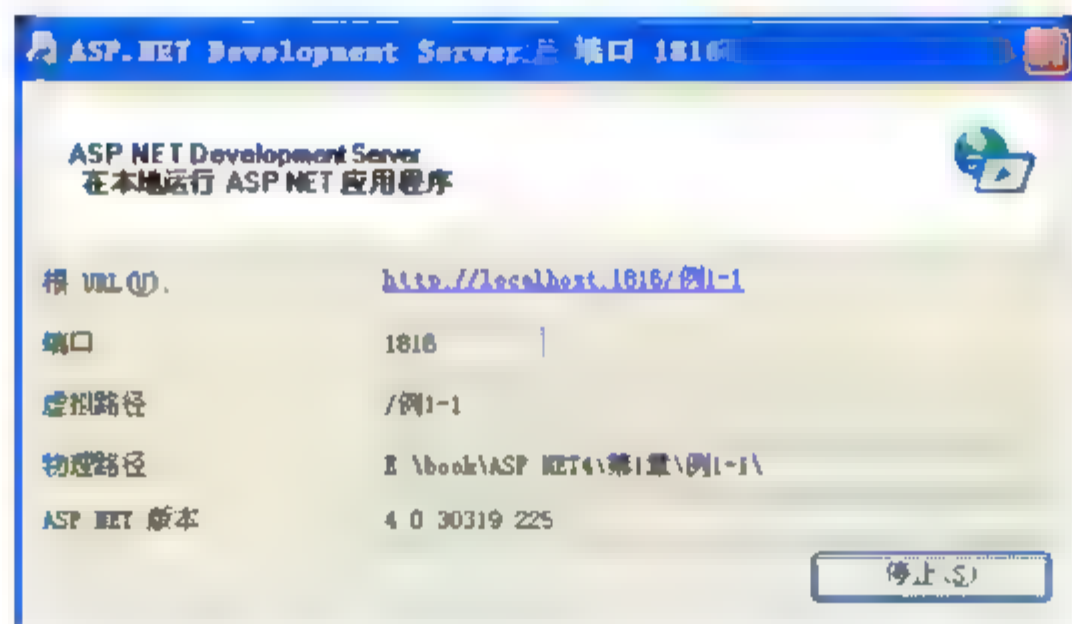 ASP.NET Development Server 端口 1816
ASP NET Development Server
在本地运行 ASP NET 应用程序
根 URL(U).
http.//localhost.1816/例1-1
端口
1816
虚拟路径
/例1-1
物理路径
E \book\ASP NET4\第1章\例1-1\
ASP NET 版本
4 0 30319 225
停止(S)